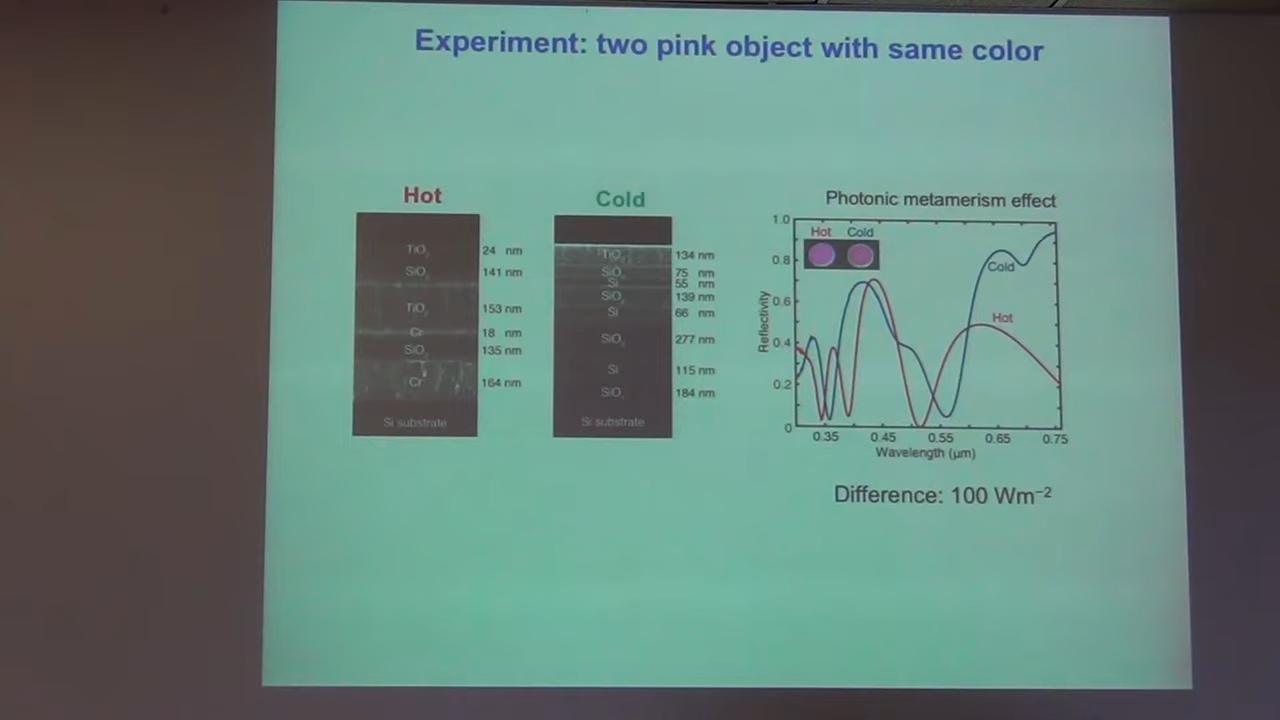 Experiment: two pink object with same color
Hot
TiO2
24 nm
SiO2
141 nm
TiO2
153 nm
Cr
18 nm
SiO2
135 nm
Cr
164 nm
Si substrate
Cold
TiO2
134 nm
SiO2
75 nm
Si
55 nm
SiO2
139 nm
Si
66 nm
SiO2
277 nm
Si
115 nm
SiO2
184 nm
Si substrate
Photonic metamerism effect
Hot Cold
Cold
Hot
Reflectivity
1.0
0.8
0.6
0.4
0.2
0
0.35 0.45 0.55 0.65 0.75
Wavelength (μm)
Difference: 100 Wm−2